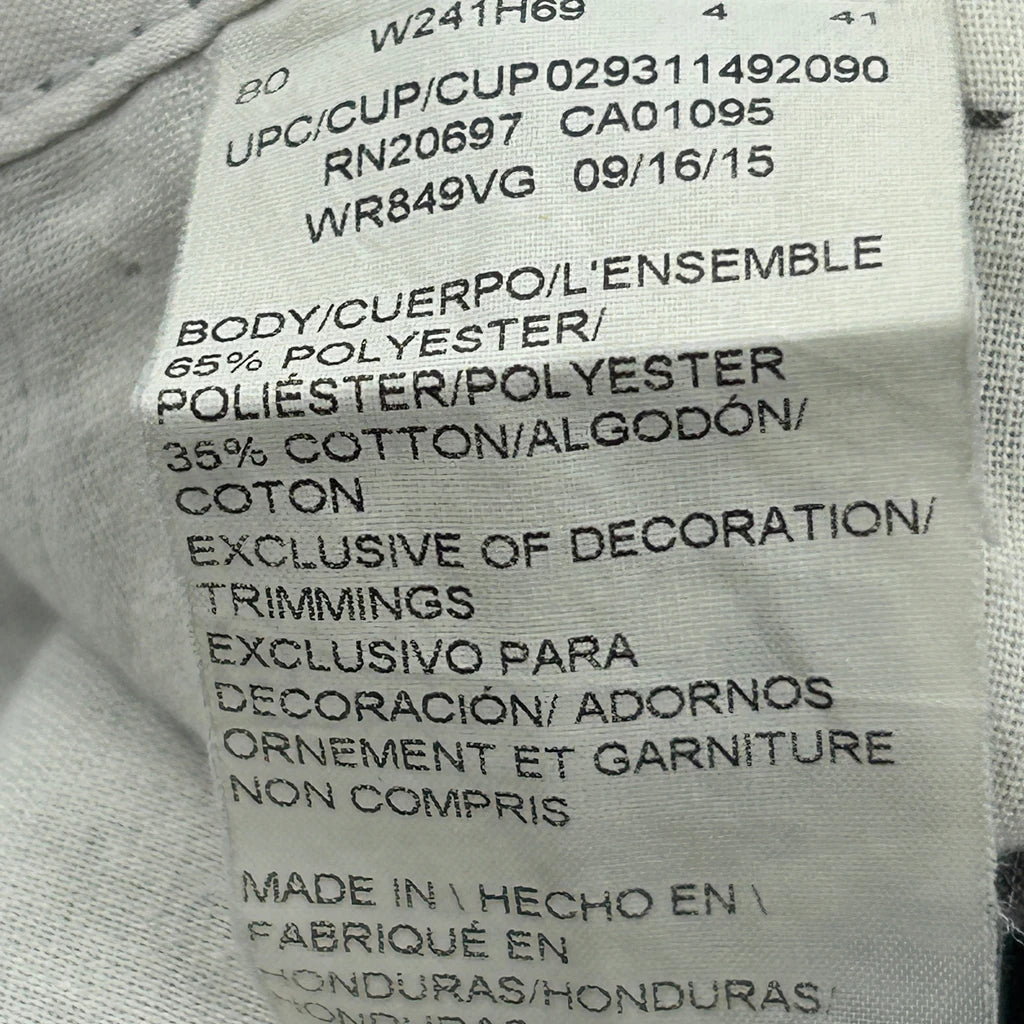 W241H69 4 41
80
UPC/CUP/CUP029311492090
RN20697 CA01095
WR849VG 09/16/15
BODY/CUERPO/L'ENSEMBLE
65% POLYESTER/
POLIÉSTER/POLYESTER
35% COTTON/ALGODÓN/
COTON
EXCLUSIVE OF DECORATION/
TRIMMINGS
EXCLUSIVO PARA
DECORACIÓN/ ADORNOS
ORNEMENT ET GARNITURE
NON COMPRIS
MADE IN \ HECHO EN \
FABRIQUÉ EN
HONDURAS/HONDURAS/
HONDURAS